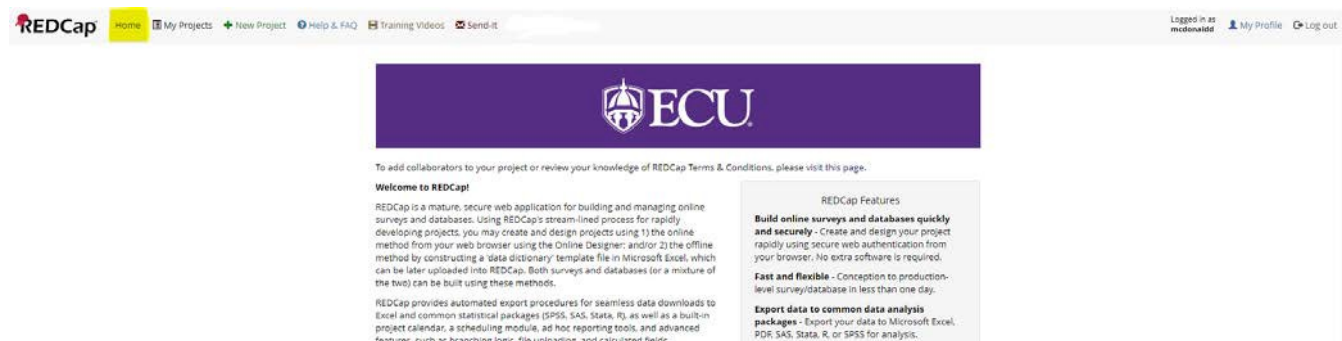 REDCap Home My Projects New Project Help & FAQ Training Videos Send-It
Logged in as
mcdonaldd
My Profile Log out
ECU
To add collaborators to your project or review your knowledge of REDCap Terms & Conditions, please visit this page.
Welcome to REDCap!
REDCap is a mature, secure web application for building and managing online
surveys and databases. Using REDCap's stream-lined process for rapidly
developing projects, you may create and design projects using 1) the online
method from your web browser using the Online Designer; and/or 2) the offline
method by constructing a 'data dictionary' template file in Microsoft Excel, which
can be later uploaded into REDCap. Both surveys and databases (or a mixture of
the two) can be built using these methods.
REDCap provides automated export procedures for seamless data downloads to
Excel and common statistical packages (SPSS, SAS, Stata, R), as well as a built-in
project calendar, a scheduling module, ad hoc reporting tools, and advanced
features, such as branching logic, file uploading, and calculated fields.
REDCap Features
Build online surveys and databases quickly
and securely - Create and design your project
rapidly using secure web authentication from
your browser. No extra software is required.
Fast and flexible - Conception to production-
level survey/database in less than one day.
Export data to common data analysis
packages - Export your data to Microsoft Excel,
PDF, SAS, Stata, R, or SPSS for analysis.